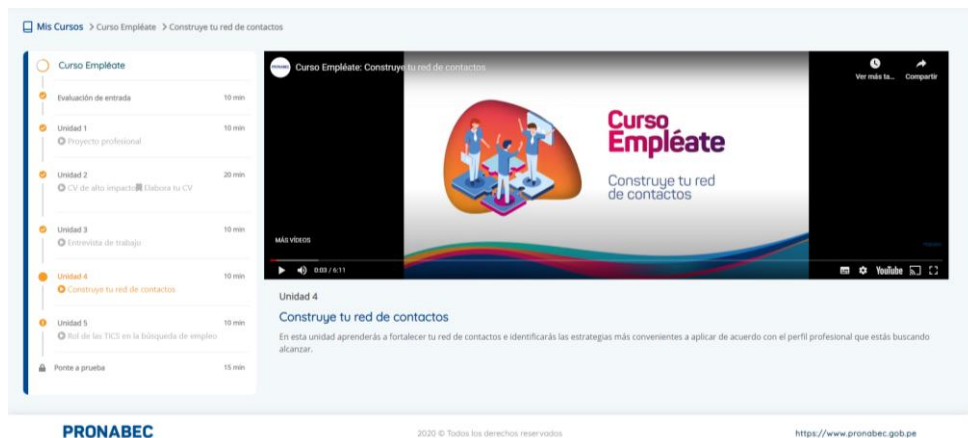 Mis Cursos > Curso Empléate > Construye tu red de contactos
Curso Empléate
Evaluación de entrada 10 min
Unidad 1 10 min
Proyecto profesional
Unidad 2 20 min
CV de alto impacto Elabora tu CV
Unidad 3 10 min
Entrevista de trabajo
Unidad 4 10 min
Construye tu red de contactos
Unidad 5 10 min
Rol de las TICS en la búsqueda de empleo
Ponte a prueba 15 min
PRONABEC
Curso Empléate: Construye tu red de contactos
Ver más ta... Compartir
Curso
Empléate
Construye tu red
de contactos
MÁS VÍDEOS
0:03 / 6:11
YouTube
Unidad 4
Construye tu red de contactos
En esta unidad aprenderás a fortalecer tu red de contactos e identificarás las estrategias más convenientes a aplicar de acuerdo con el perfil profesional que estás buscando
alcanzar.
PRONABEC
2020 © Todos los derechos reservados
https://www.pronabec.gob.pe